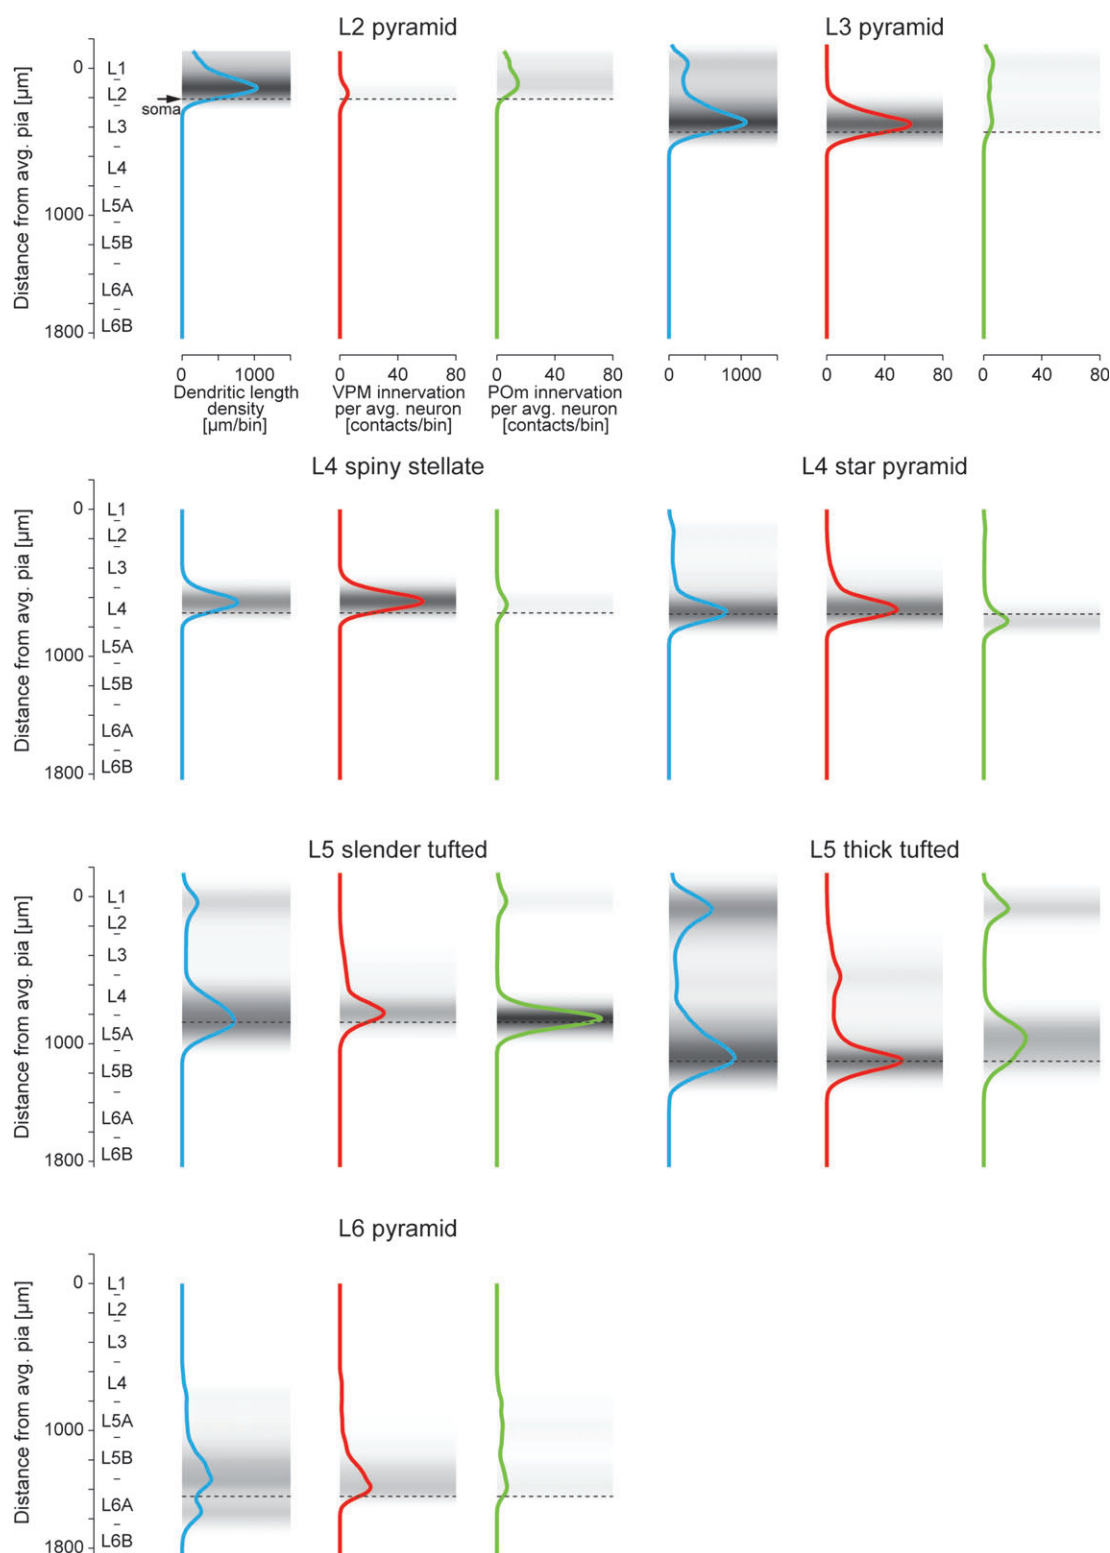 L2 pyramid
L3 pyramid
Distance from avg. pia [µm]
0
1000
1800
L1
L2
L3
L4
L5A
L5B
L6A
L6B
soma
0 1000
Dendritic length
density
[µm/bin]
0 40 80
VPM innervation
per avg. neuron
[contacts/bin]
0 40 80
POm innervation
per avg. neuron
[contacts/bin]
0 1000
0 40 80
0 40 80
L4 spiny stellate
L4 star pyramid
Distance from avg. pia [µm]
0
1000
1800
L1
L2
L3
L4
L5A
L5B
L6A
L6B
L5 slender tufted
L5 thick tufted
Distance from avg. pia [µm]
0
1000
1800
L1
L2
L3
L4
L5A
L5B
L6A
L6B
L6 pyramid
Distance from avg. pia [µm]
0
1000
1800
L1
L2
L3
L4
L5A
L5B
L6A
L6B